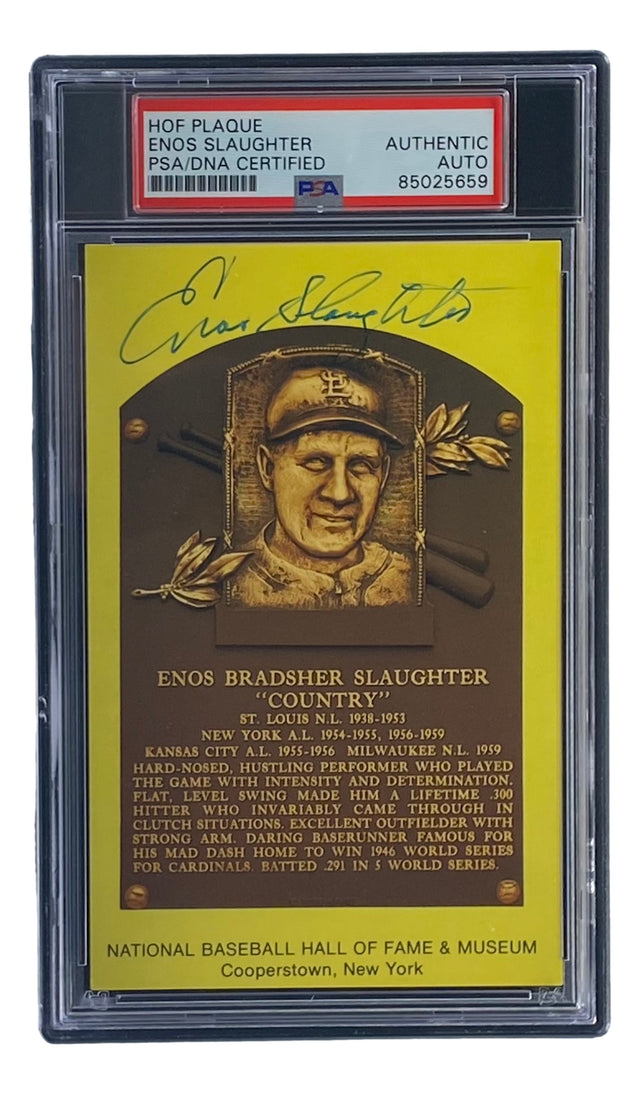 HOF PLAQUE
ENOS SLAUGHTER AUTHENTIC
PSA/DNA CERTIFIED AUTO
PSA 85025659
Enos Slaughter
STL
ENOS BRADSHER SLAUGHTER
"COUNTRY"
ST. LOUIS N.L. 1938-1953
NEW YORK A.L. 1954-1955, 1956-1959
KANSAS CITY A.L. 1955-1956 MILWAUKEE N.L. 1959
HARD-NOSED, HUSTLING PERFORMER WHO PLAYED
THE GAME WITH INTENSITY AND DETERMINATION.
FLAT, LEVEL SWING MADE HIM A LIFETIME .300
HITTER WHO INVARIABLY CAME THROUGH IN
CLUTCH SITUATIONS. EXCELLENT OUTFIELDER WITH
STRONG ARM. DARING BASERUNNER FAMOUS FOR
HIS MAD DASH HOME TO WIN 1946 WORLD SERIES
FOR CARDINALS. BATTED .291 IN 5 WORLD SERIES.
NATIONAL BASEBALL HALL OF FAME & MUSEUM
Cooperstown, New York